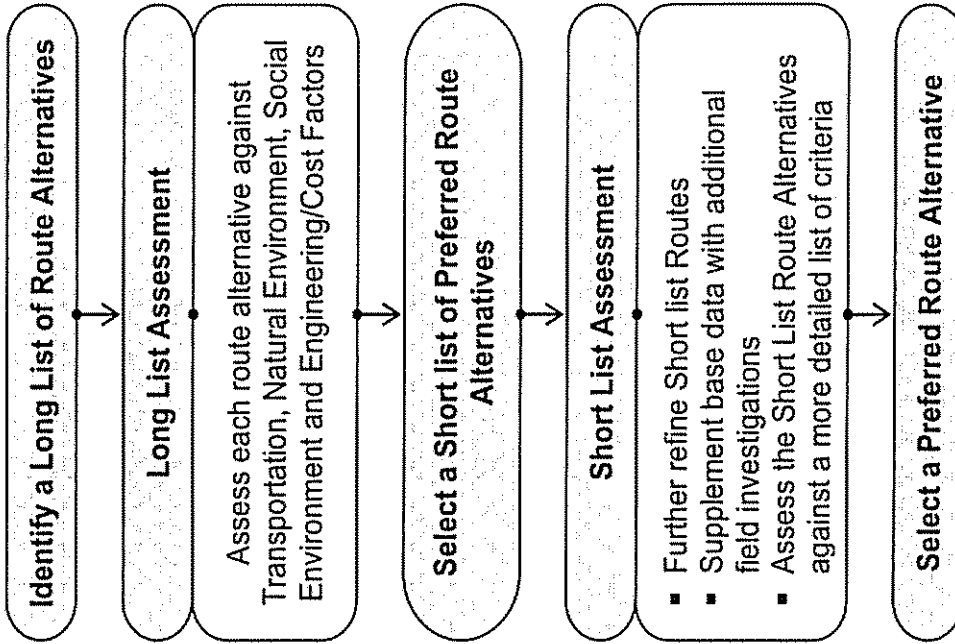 Identify a Long List of Route Alternatives
Long List Assessment
Assess each route alternative against
Transportation, Natural Environment, Social
Environment and Engineering/Cost Factors
Select a Short list of Preferred Route
Alternatives
Short List Assessment
▪ Further refine Short list Routes
▪ Supplement base data with additional
field investigations
▪ Assess the Short List Route Alternatives
against a more detailed list of criteria
Select a Preferred Route Alternative